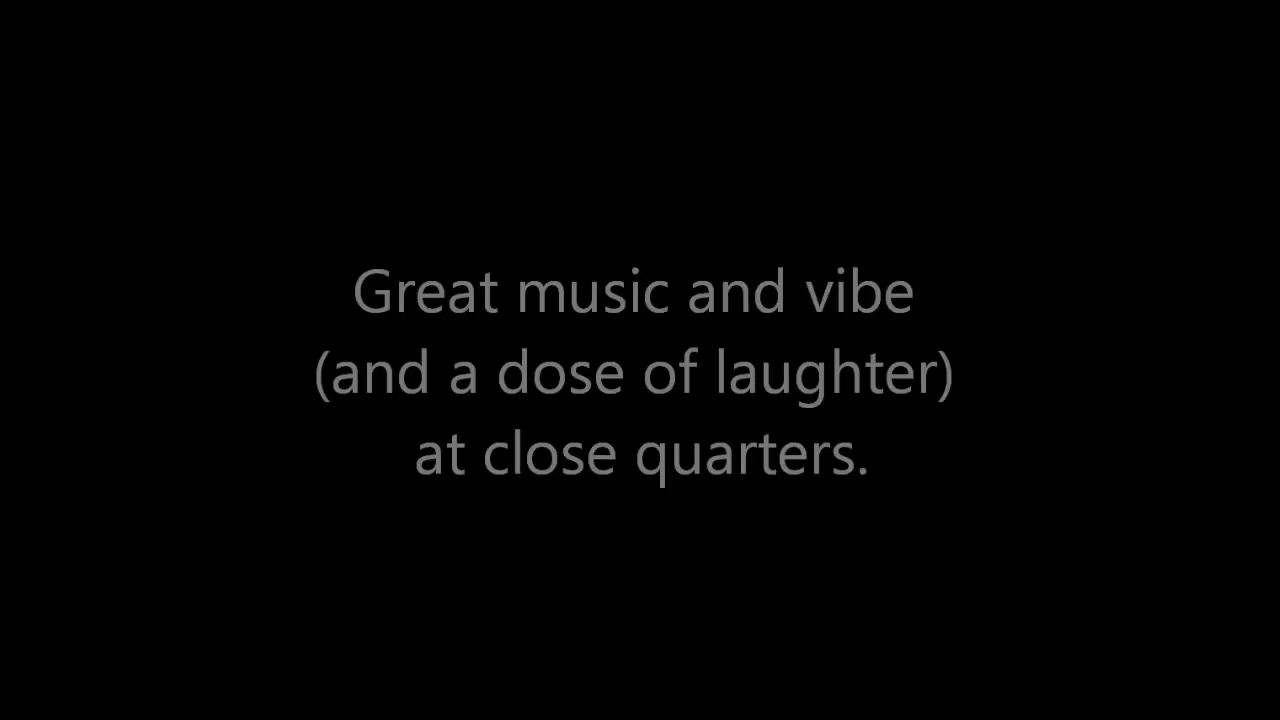 Great music and vibe
(and a dose of laughter)
at close quarters.